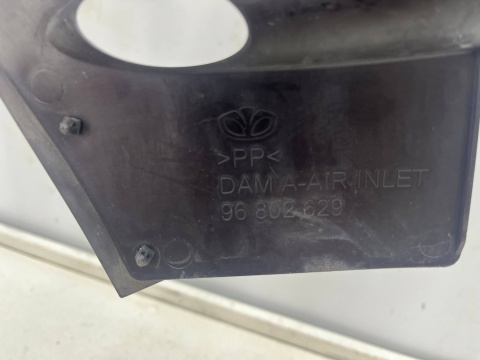 >PP<
DAM A-AIR INLET
96 802 629